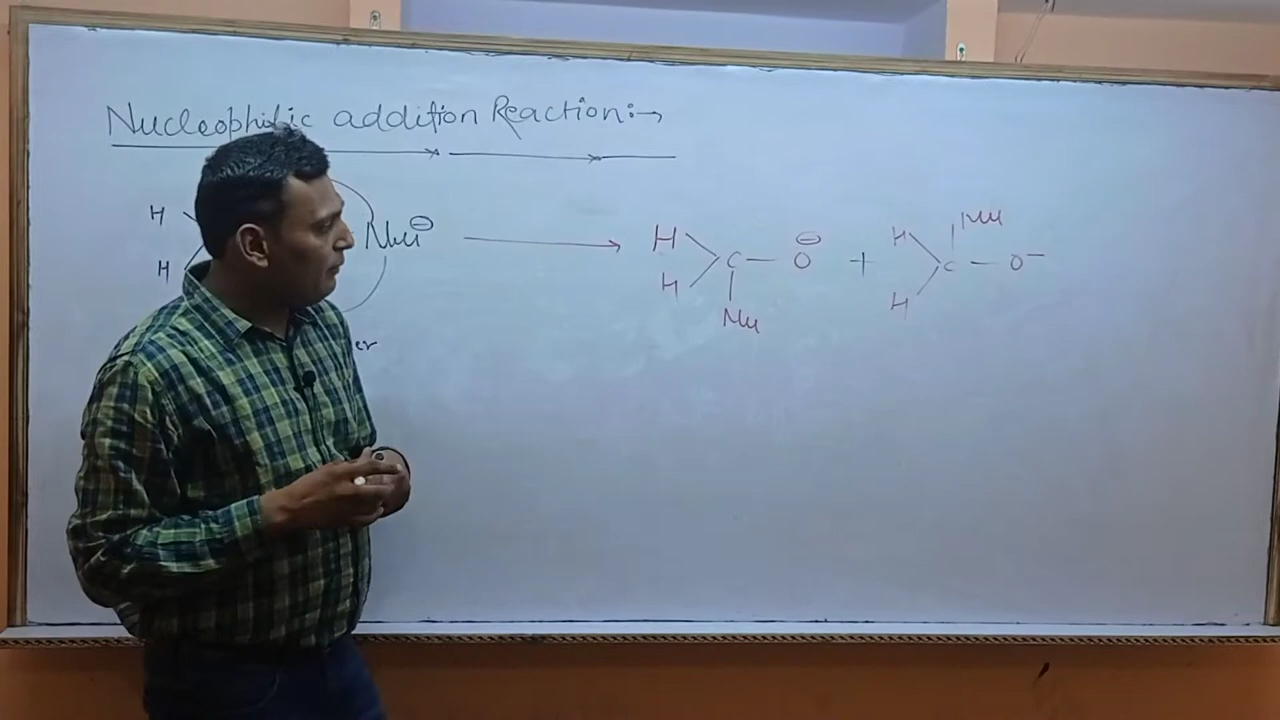 Nucleophilic addition Reaction:→
H Nu⊖ → H C — O⊖ + H Nu C — O⁻
H H H
Nu
er